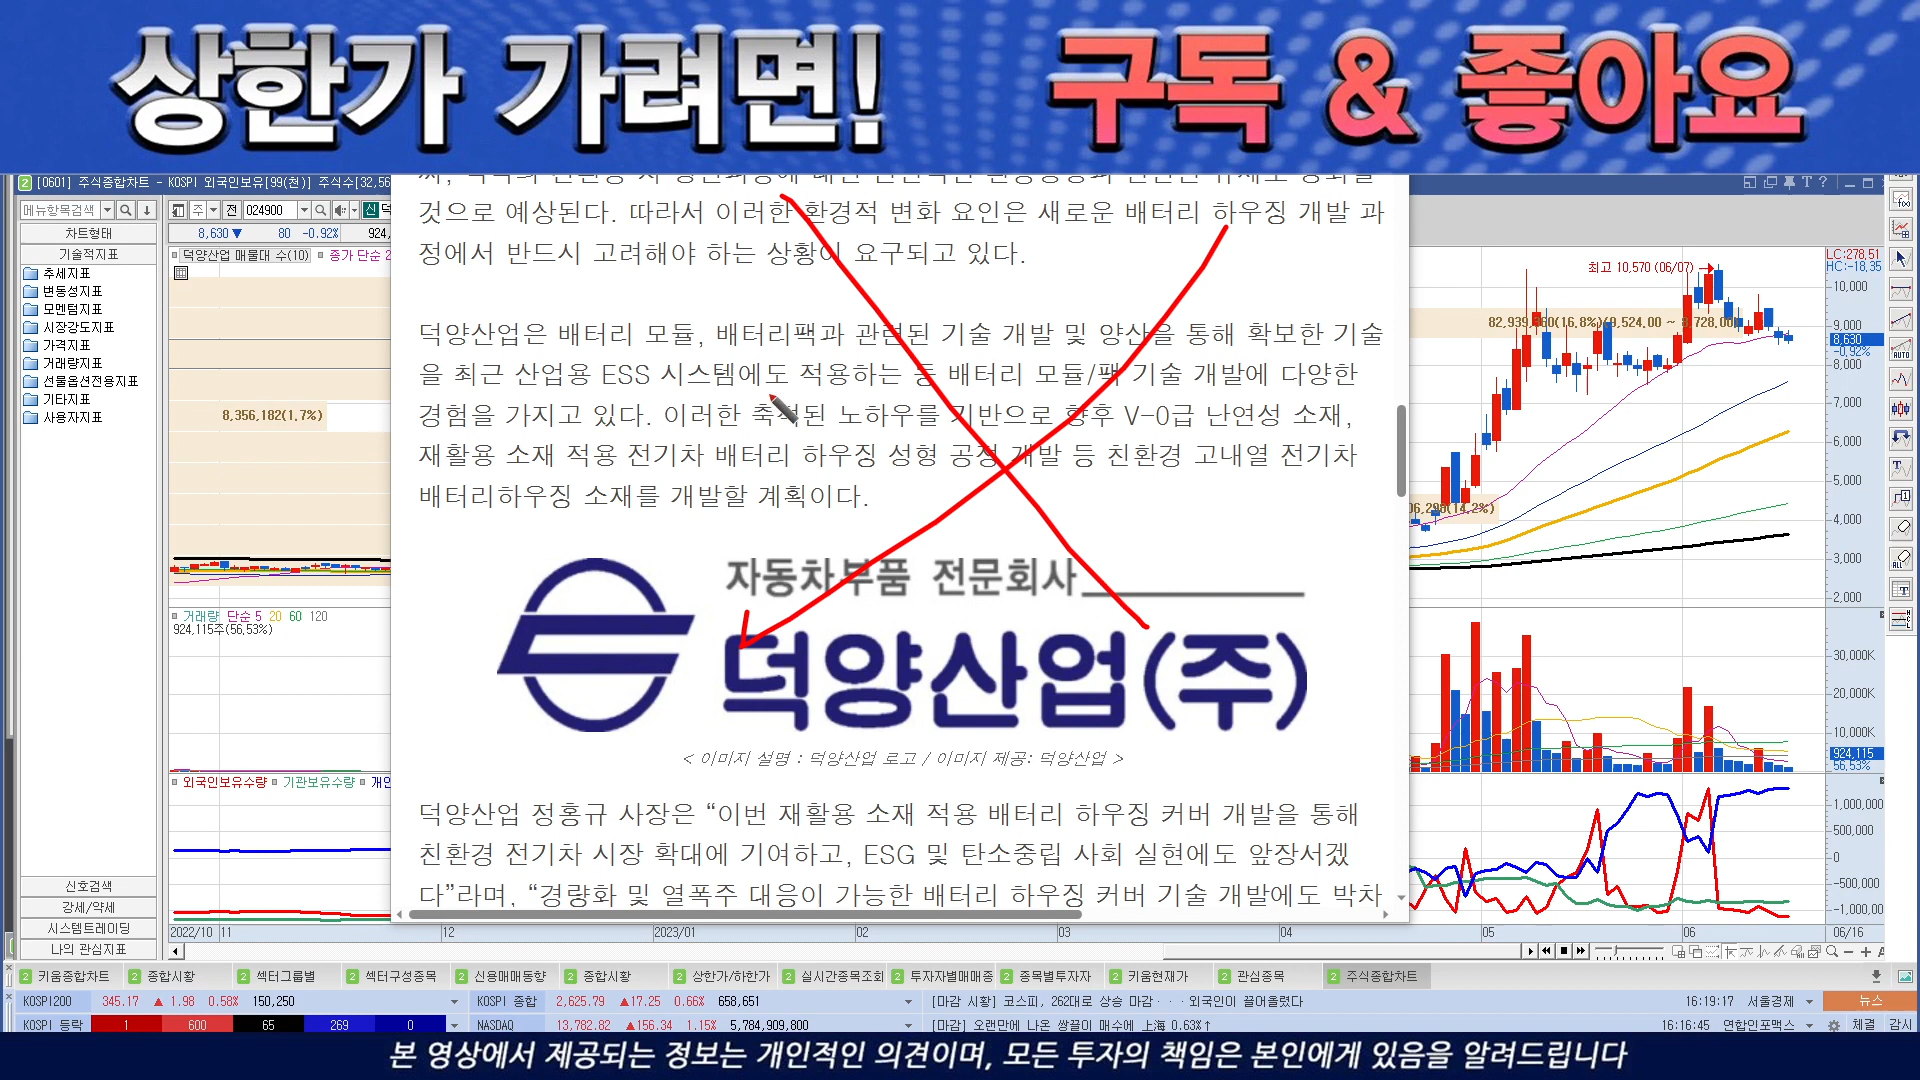 상한가 가려면! 구독 & 좋아요
[0601] 주식종합차트 - KOSPI 외국인보유[99(천)] 주식수[32,56
메뉴항목검색
차트형태
기술적지표
추세지표
변동성지표
모멘텀지표
시장강도지표
가격지표
거래량지표
선물옵션전용지표
기타지표
사용자지표
신호검색
강세/약세
시스템트레이딩
나의 관심지표
주 전 024900 신
8,630 ▼ 80 -0.92% 924,
덕양산업 매물대 수(10) 종가 단순 2
8,356,182(1,7%)
거래량 단순 5 20 60 120
924,115주(56,53%)
외국인보유수량 기관보유수량 개인
것으로 예상된다. 따라서 이러한 환경적 변화 요인은 새로운 배터리 하우징 개발 과
정에서 반드시 고려해야 하는 상황이 요구되고 있다.
덕양산업은 배터리 모듈, 배터리팩과 관련된 기술 개발 및 양산을 통해 확보한 기술
을 최근 산업용 ESS 시스템에도 적용하는 등 배터리 모듈/팩 기술 개발에 다양한
경험을 가지고 있다. 이러한 축적된 노하우를 기반으로 향후 V-0급 난연성 소재,
재활용 소재 적용 전기차 배터리 하우징 성형 공정 개발 등 친환경 고내열 전기차
배터리하우징 소재를 개발할 계획이다.
자동차부품 전문회사
덕양산업(주)
< 이미지 설명 : 덕양산업 로고 / 이미지 제공: 덕양산업 >
덕양산업 정홍규 사장은 “이번 재활용 소재 적용 배터리 하우징 커버 개발을 통해
친환경 전기차 시장 확대에 기여하고, ESG 및 탄소중립 사회 실현에도 앞장서겠
다”라며, “경량화 및 열폭주 대응이 가능한 배터리 하우징 커버 기술 개발에도 박차
최고 10,570 (06/07)
LC:278,51
HC:-18,35
10,000
9,000
8,630
-0,92%
8,000
7,000
6,000
5,000
4,000
3,000
2,000
30,000K
20,000K
10,000K
924,115
56,53%
1,000,000
500,000
0
-500,000
-1,000,00
2022/10 11 12 2023/01 02 03 04 05 06 06/16
키움종합차트 종합시황 섹터그룹별 섹터구성종목 신용매매동향 종합시황 상한가/하한가 실시간종목조회 투자자별매매종 종목별투자자 키움현재가 관심종목 주식종합차트
KOSPI200 345.17 ▲ 1.98 0.58% 150,250 KOSPI 종합 2,625.79 ▲17.25 0.66% 658,651 [마감 시황] 코스피, 262대로 상승 마감···외국인이 끌어올렸다 16:19:17 서울경제 뉴스
KOSPI 등락 1 600 65 269 0 NASDAQ 13,782.82 ▲156.34 1.15% 5,784,909,800 [마감] 오랜만에 나온 쌍끌이 매수에 上海 0.63%↑ 16:16:45 연합인포맥스 체결 감시
본 영상에서 제공되는 정보는 개인적인 의견이며, 모든 투자의 책임은 본인에게 있음을 알려드립니다